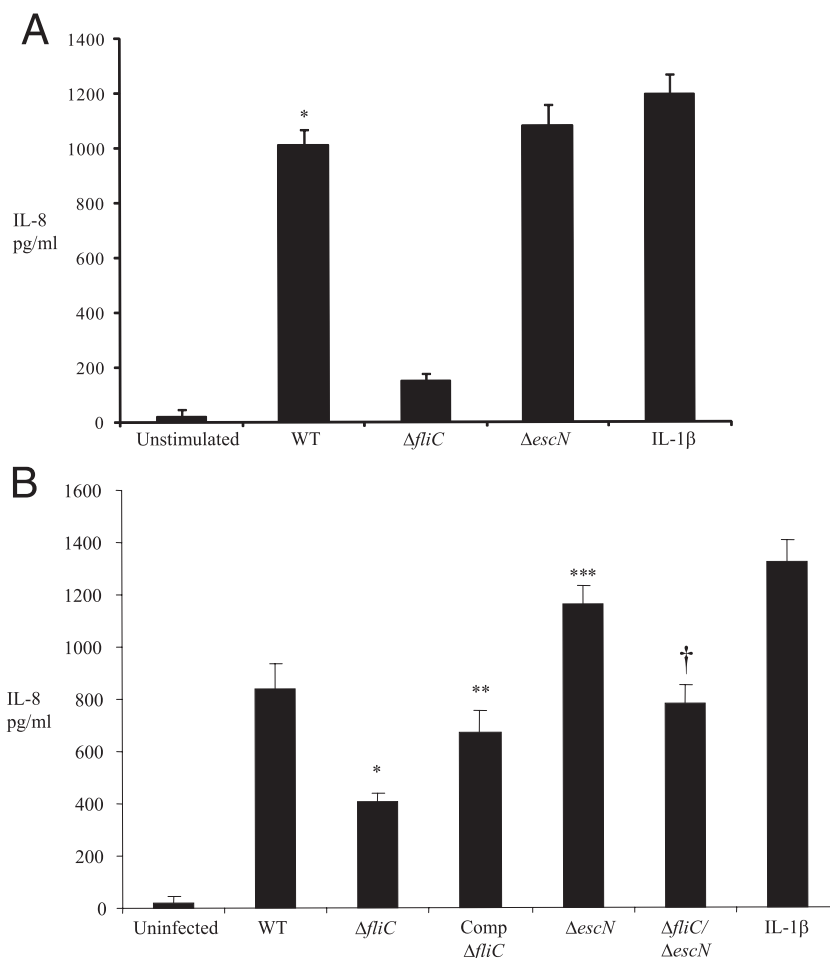 A
1400
1200
1000
800
600
400
200
0
IL-8
pg/ml
*
Unstimulated WT ΔfliC ΔescN IL-1β
B
1600
1400
1200
1000
800
600
400
200
0
IL-8
pg/ml
* ** *** †
Uninfected WT ΔfliC Comp ΔescN ΔfliC/ IL-1β
ΔfliC ΔescN